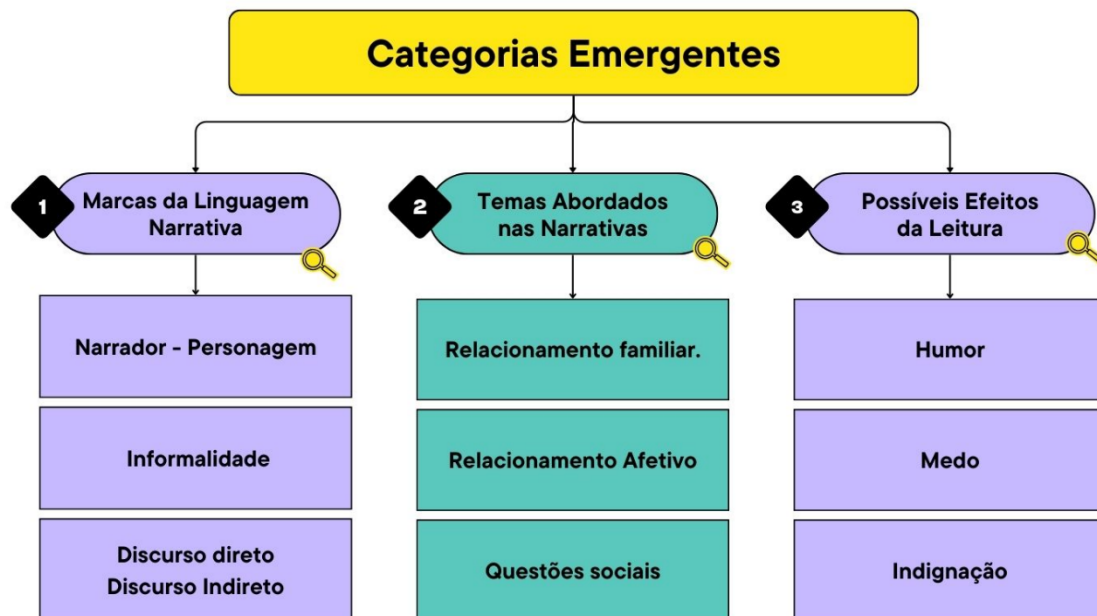 Categorias Emergentes
1
Marcas da Linguagem
Narrativa
2
Temas Abordados
nas Narrativas
3
Possíveis Efeitos
da Leitura
Narrador - Personagem
Informalidade
Discurso direto
Discurso Indireto
Relacionamento familiar.
Relacionamento Afetivo
Questões sociais
Humor
Medo
Indignação